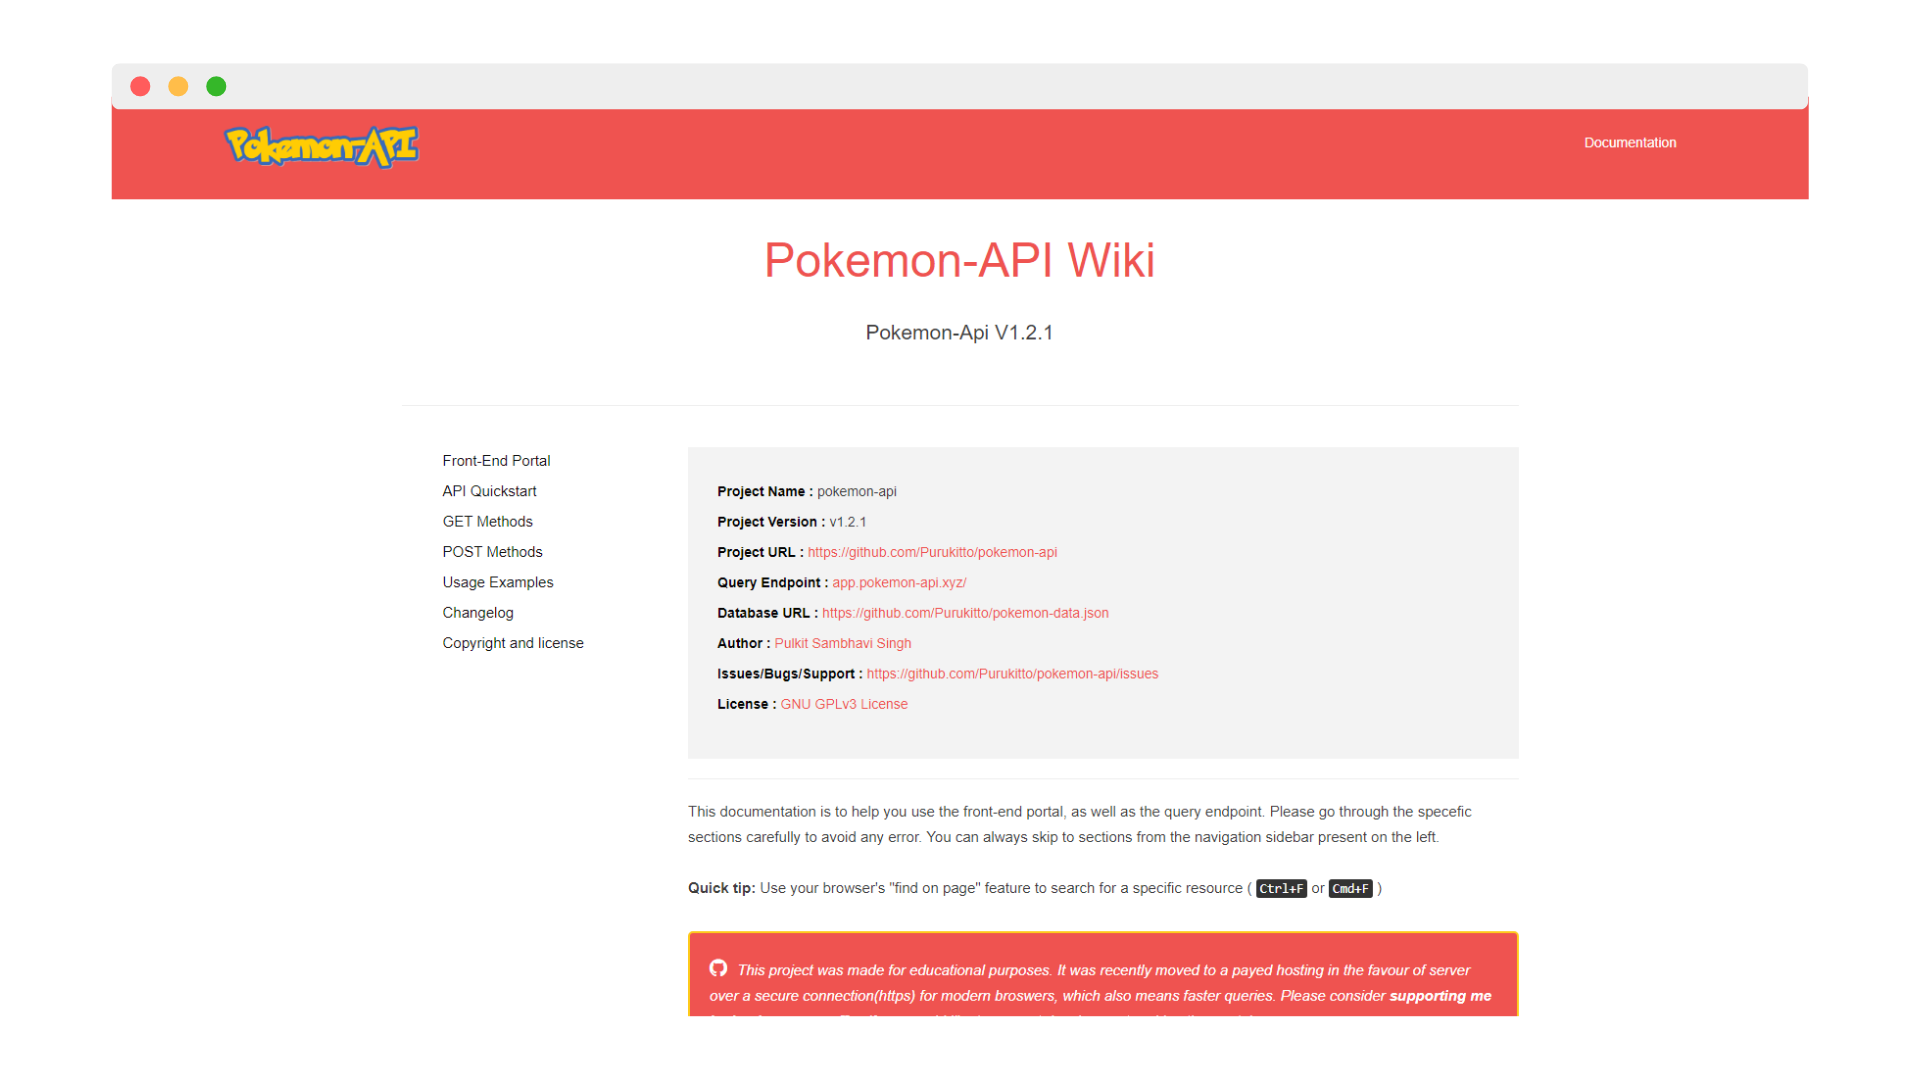 Pokemon-API
Documentation
Pokemon-API Wiki
Pokemon-Api V1.2.1
Front-End Portal
API Quickstart
GET Methods
POST Methods
Usage Examples
Changelog
Copyright and license
Project Name : pokemon-api
Project Version : v1.2.1
Project URL : https://github.com/Purukitto/pokemon-api
Query Endpoint : app.pokemon-api.xyz/
Database URL : https://github.com/Purukitto/pokemon-data.json
Author : Pulkit Sambhavi Singh
Issues/Bugs/Support : https://github.com/Purukitto/pokemon-api/issues
License : GNU GPLv3 License
This documentation is to help you use the front-end portal, as well as the query endpoint. Please go through the specefic
sections carefully to avoid any error. You can always skip to sections from the navigation sidebar present on the left.
Quick tip: Use your browser's "find on page" feature to search for a specific resource ( Ctrl+F or Cmd+F )
This project was made for educational purposes. It was recently moved to a payed hosting in the favour of server
over a secure connection(https) for modern broswers, which also means faster queries. Please consider supporting me